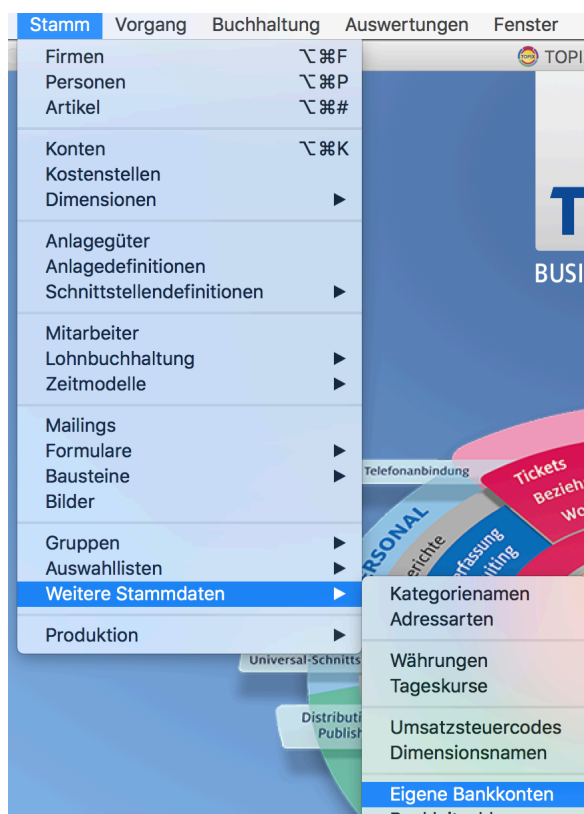 Stamm Vorgang Buchhaltung Auswertungen Fenster
TOPI
Firmen ⌥⌘F
Personen ⌥⌘P
Artikel ⌥⌘#
Konten ⌥⌘K
Kostenstellen
Dimensionen ▶
Anlagegüter
Anlagedefinitionen
Schnittstellendefinitionen ▶
Mitarbeiter
Lohnbuchhaltung ▶
Zeitmodelle ▶
Mailings
Formulare ▶
Bausteine ▶
Bilder
Gruppen ▶
Auswahllisten ▶
Weitere Stammdaten ▶
Produktion ▶
Kategorienamen
Adressarten
Währungen
Tageskurse
Umsatzsteuercodes
Dimensionsnamen
Eigene Bankkonten
T
BUSI
Telefonanbindung
Tickets
Bezieh
Wo
RSONAL
erichte
rfassung
uiting
Universal-Schnitts
Distributi
Publish